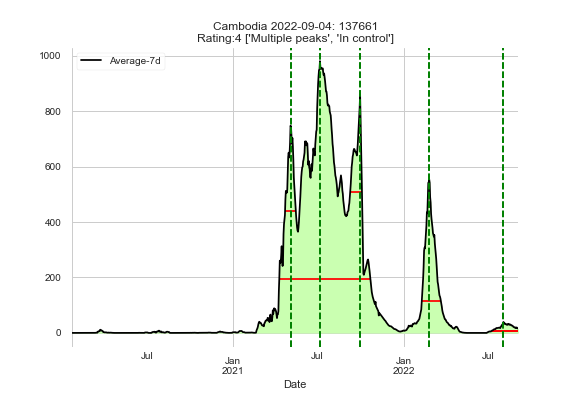 Cambodia 2022-09-04: 137661
Rating:4 ['Multiple peaks', 'In control']
Average-7d
1000
800
600
400
200
0
Jul
Jan
2021
Jul
Jan
2022
Jul
Date